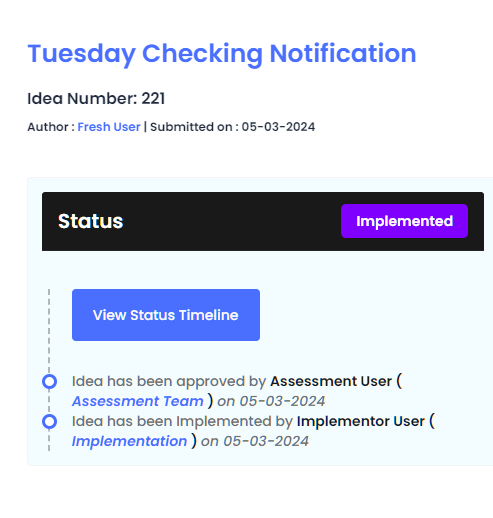 Tuesday Checking Notification
Idea Number: 221
Author : Fresh User | Submitted on : 05-03-2024
Status
Implemented
View Status Timeline
Idea has been approved by Assessment User (
Assessment Team ) on 05-03-2024
Idea has been Implemented by Implementor User (
Implementation ) on 05-03-2024